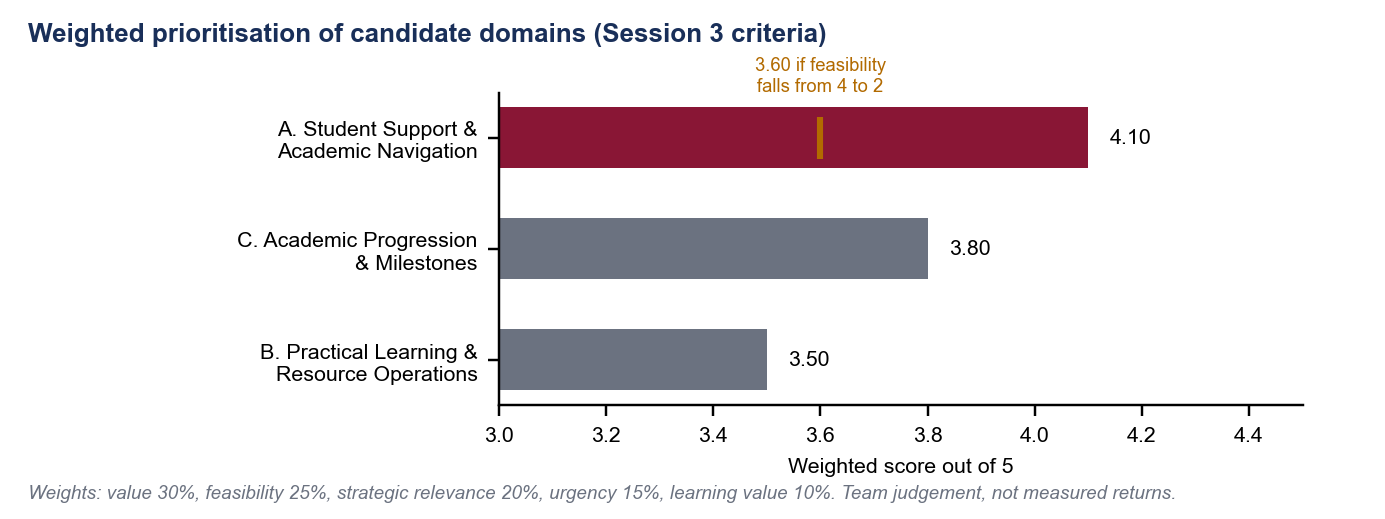 Weighted prioritisation of candidate domains (Session 3 criteria)
3.60 if feasibility
falls from 4 to 2
A. Student Support &
Academic Navigation
4.10
C. Academic Progression
& Milestones
3.80
B. Practical Learning &
Resource Operations
3.50
3.0 3.2 3.4 3.6 3.8 4.0 4.2 4.4
Weighted score out of 5
Weights: value 30%, feasibility 25%, strategic relevance 20%, urgency 15%, learning value 10%. Team judgement, not measured returns.